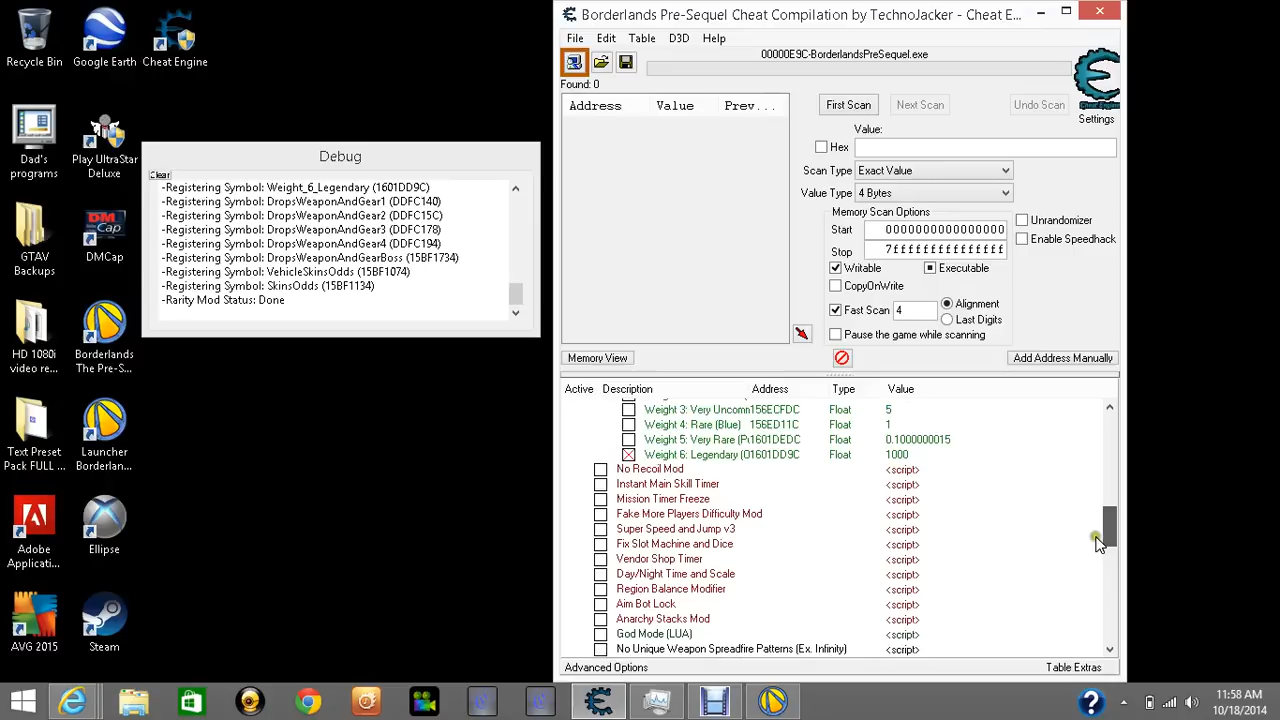 Recycle Bin
Google Earth
Cheat Engine
Dad's
programs
Play UltraStar
Deluxe
GTAV
Backups
DMCap
HD 1080i
video re...
Borderlands
The Pre-S...
Text Preset
Pack FULL ...
Launcher
Borderlan...
Adobe
Applicati...
Ellipse
AVG 2015
Steam
Debug
Clear
-Registering Symbol: Weight_6_Legendary (1601DD9C)
-Registering Symbol: DropsWeaponAndGear1 (DDFC140)
-Registering Symbol: DropsWeaponAndGear2 (DDFC15C)
-Registering Symbol: DropsWeaponAndGear3 (DDFC178)
-Registering Symbol: DropsWeaponAndGear4 (DDFC194)
-Registering Symbol: DropsWeaponAndGearBoss (15BF1734)
-Registering Symbol: VehicleSkinsOdds (15BF1074)
-Registering Symbol: SkinsOdds (15BF1134)
-Rarity Mod Status: Done
Borderlands Pre-Sequel Cheat Compilation by TechnoJacker - Cheat E...
File Edit Table D3D Help
00000E9C-BorderlandsPreSequel.exe
Found: 0
Address Value Prev...
First Scan Next Scan Undo Scan
Settings
Value:
Hex
Scan Type Exact Value
Value Type 4 Bytes
Memory Scan Options
Start 0000000000000000
Stop 7fffffffffffffff
Unrandomizer
Enable Speedhack
Writable Executable
CopyOnWrite
Fast Scan 4 Alignment
Last Digits
Pause the game while scanning
Memory View
Add Address Manually
Active Description Address Type Value
Weight 3: Very Uncomm 156ECFDC Float 5
Weight 4: Rare (Blue) 156ED11C Float 1
Weight 5: Very Rare (Pu 1601DEDC Float 0.1000000015
Weight 6: Legendary (O 1601DD9C Float 1000
No Recoil Mod <script>
Instant Main Skill Timer <script>
Mission Timer Freeze <script>
Fake More Players Difficulty Mod <script>
Super Speed and Jump v3 <script>
Fix Slot Machine and Dice <script>
Vendor Shop Timer <script>
Day/Night Time and Scale <script>
Region Balance Modifier <script>
Aim Bot Lock <script>
Anarchy Stacks Mod <script>
God Mode (LUA) <script>
No Unique Weapon Spreadfire Patterns (Ex. Infinity) <script>
Advanced Options
Table Extras
11:58 AM
10/18/2014